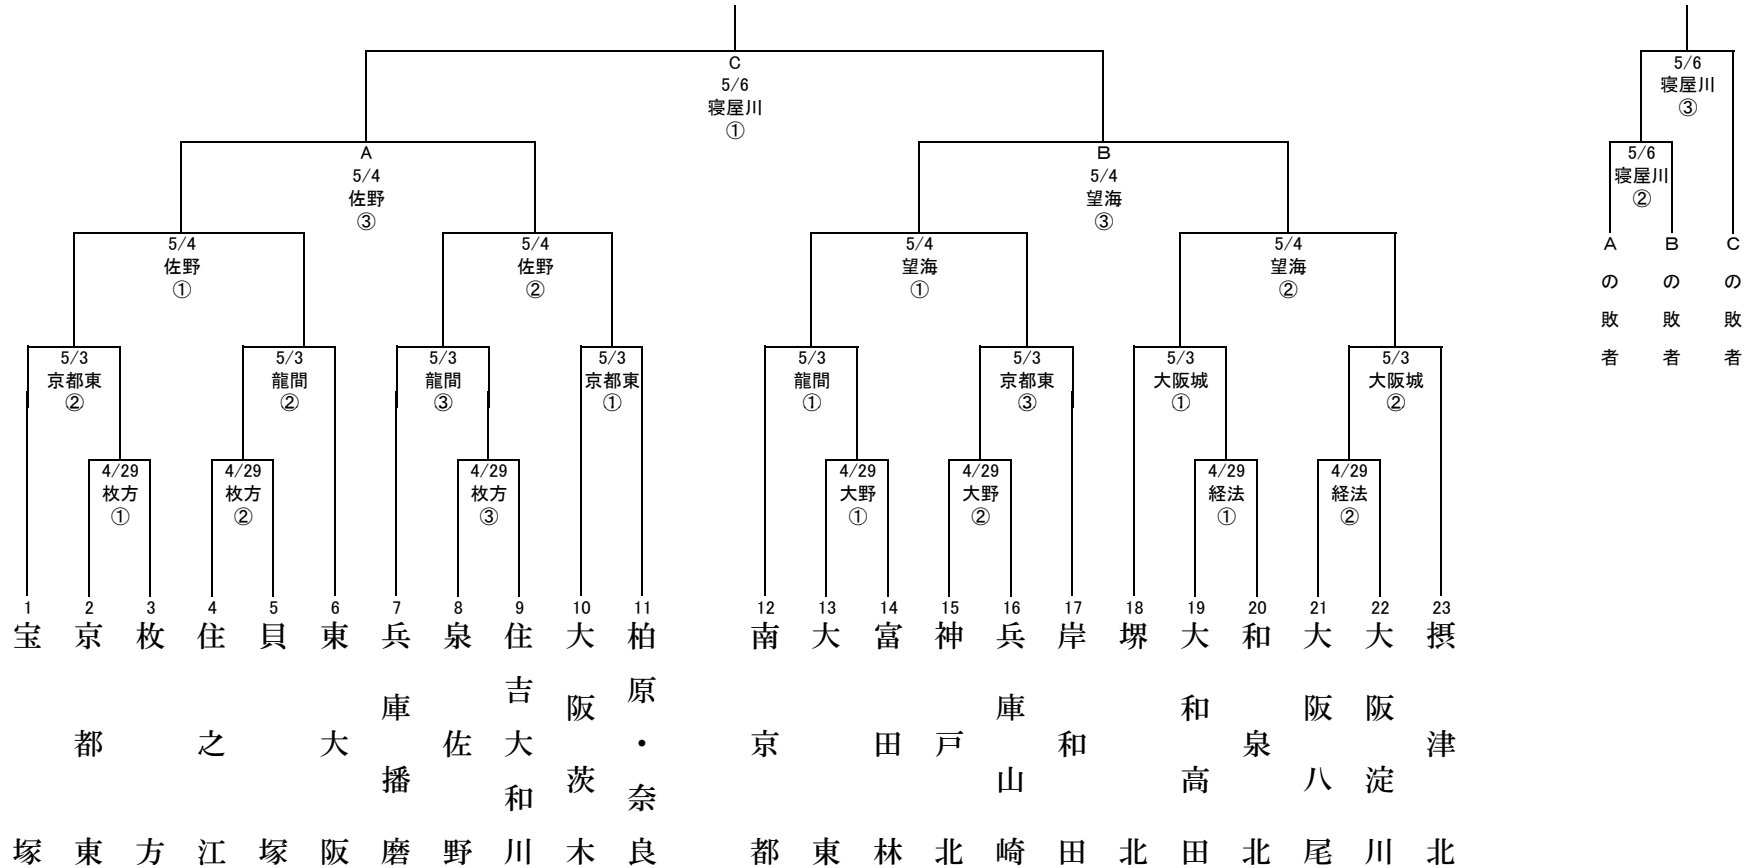 C
5/6
寝屋川
①
5/6
寝屋川
③
A
5/4
佐野
③
B
5/4
望海
③
5/6
寝屋川
②
5/4
佐野
①
5/4
佐野
②
5/4
望海
①
5/4
望海
②
Aの敗者
Bの敗者
Cの敗者
5/3
京都東
②
5/3
龍間
②
5/3
龍間
③
5/3
京都東
①
5/3
龍間
①
5/3
京都東
③
5/3
大阪城
①
5/3
大阪城
②
4/29
枚方
①
4/29
枚方
②
4/29
枚方
③
4/29
大野
①
4/29
大野
②
4/29
経法
①
4/29
経法
②
1
宝塚
2
京都東
3
枚方
4
住之江
5
貝塚
6
東大阪
7
兵庫播磨
8
泉佐野
9
住吉大和川
10
大阪茨木
11
柏原・奈良
12
南京都
13
大東
14
富田林
15
神戸北
16
兵庫山崎
17
岸和田
18
堺北
19
大和高田
20
和泉北
21
大阪八尾
22
大阪淀川
23
摂津北